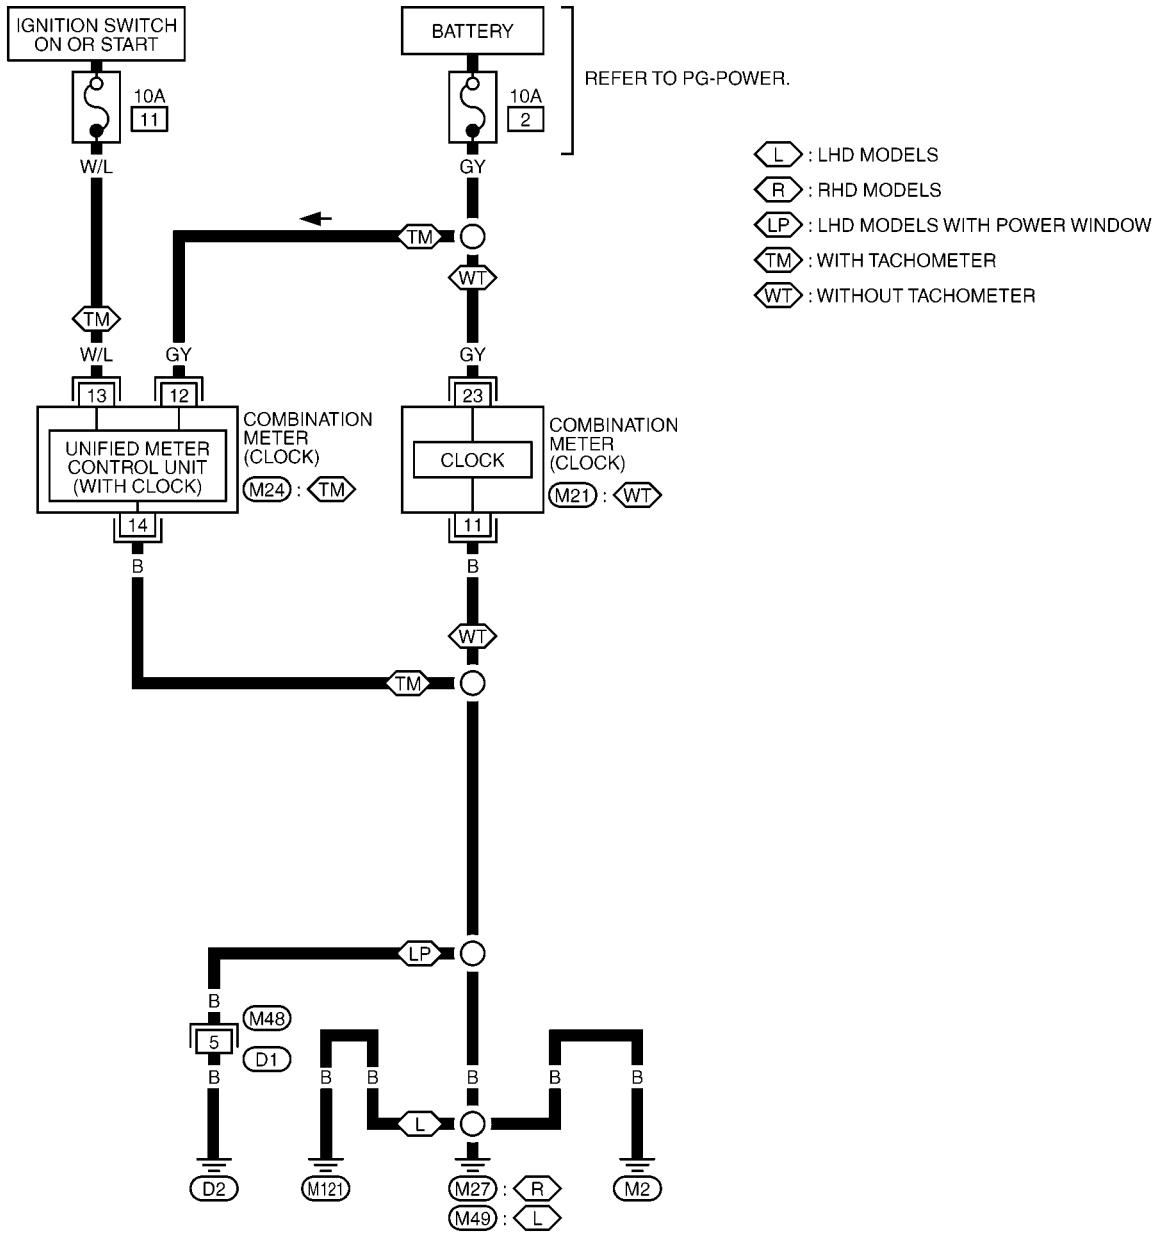 IGNITION SWITCH
ON OR START
BATTERY
REFER TO PG-POWER.
10A
11
10A
2
W/L
GY
L : LHD MODELS
R : RHD MODELS
LP : LHD MODELS WITH POWER WINDOW
TM : WITH TACHOMETER
WT : WITHOUT TACHOMETER
TM
WT
TM
W/L
GY
GY
13
12
23
UNIFIED METER
CONTROL UNIT
(WITH CLOCK)
COMBINATION
METER
(CLOCK)
M24 : TM
CLOCK
COMBINATION
METER
(CLOCK)
M21 : WT
14
11
B
B
WT
TM
LP
B
M48
5
D1
B
B
B
B
B
B
L
D2
M121
M27 : R
M49 : L
M2